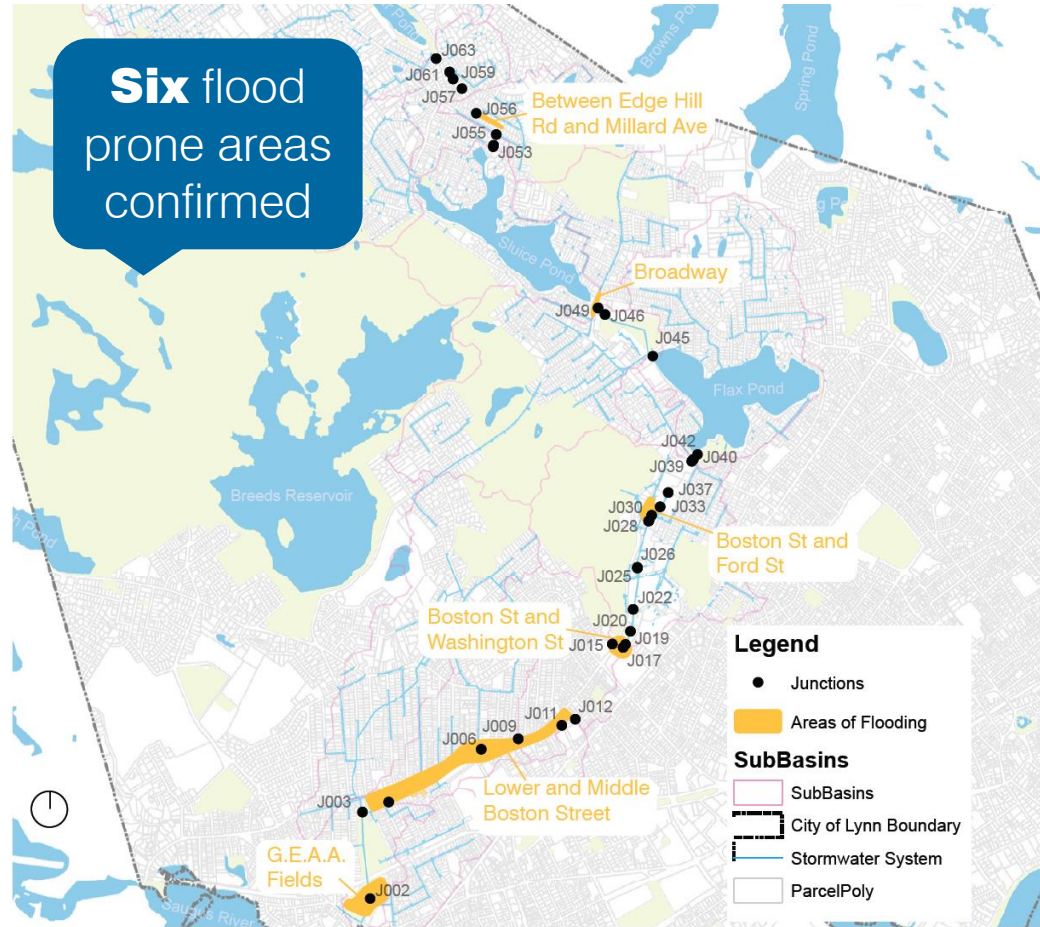 Six flood
prone areas
confirmed
Browns Pond
Spring Pond
J063
J061
J059
J057
J056
Between Edge Hill
Rd and Millard Ave
J055
J053
Sluice Pond
Broadway
J049
J046
J045
Flax Pond
J042
J040
J039
J037
J030
J033
J028
Breeds Reservoir
Boston St and
Ford St
J026
J025
J022
J020
Boston St and
Washington St
J015
J019
J017
J012
J011
J009
J006
Lower and Middle
Boston Street
J003
G.E.A.A.
Fields
J002
Saugus River
Legend
Junctions
Areas of Flooding
SubBasins
SubBasins
City of Lynn Boundary
Stormwater System
ParcelPoly